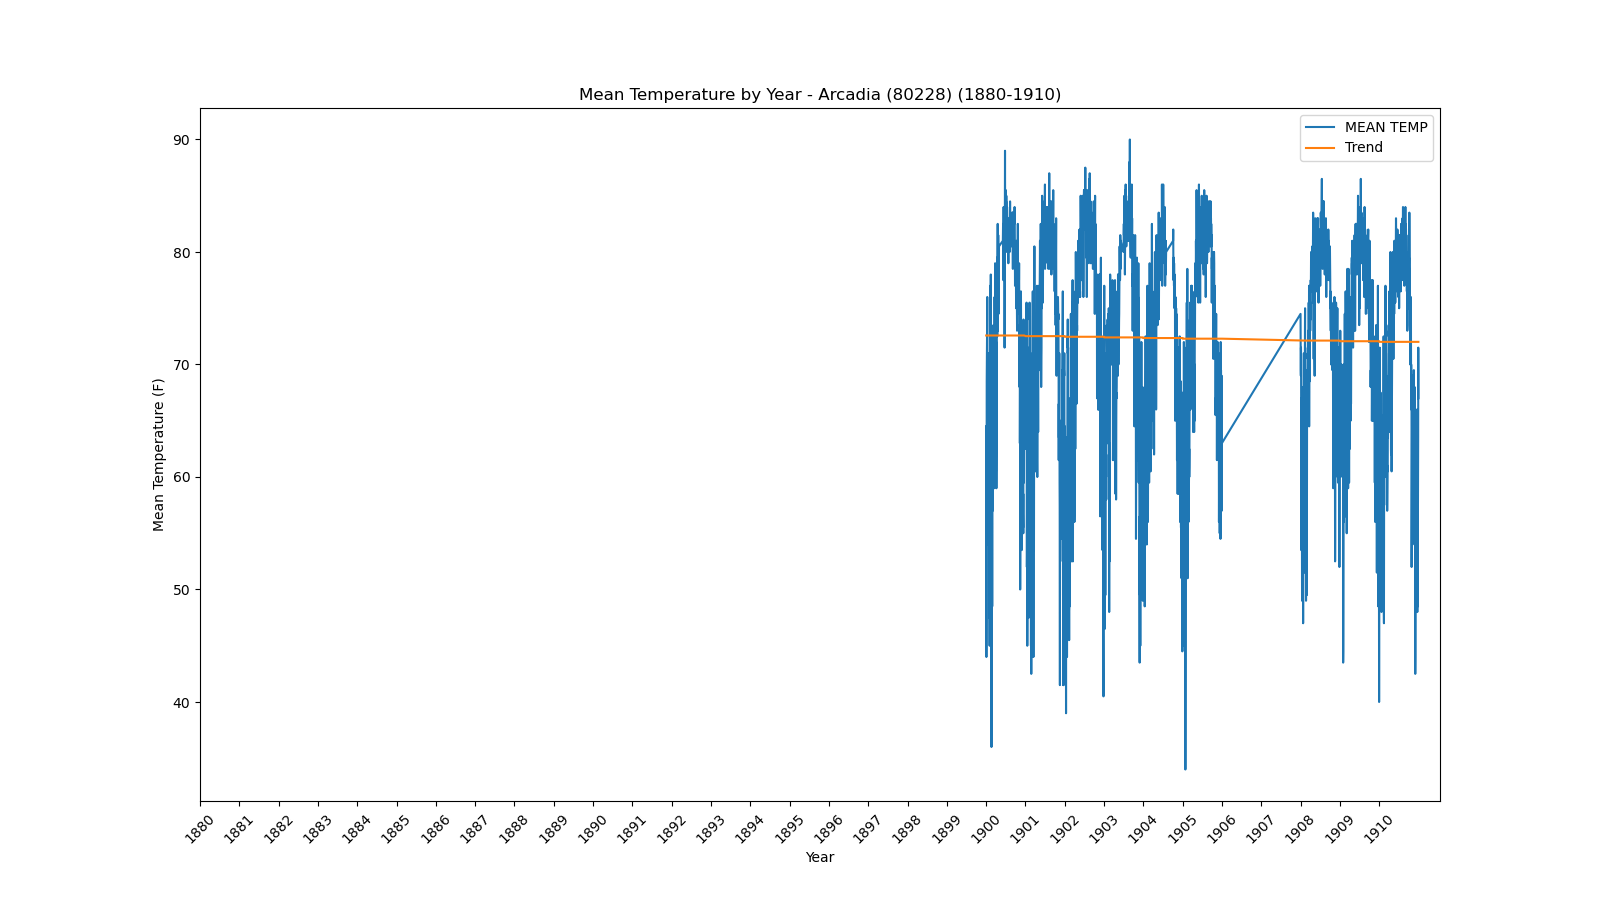 Mean Temperature by Year - Arcadia (80228) (1880-1910)
MEAN TEMP
Trend
90
80
70
60
50
40
Mean Temperature (F)
1880 1881 1882 1883 1884 1885 1886 1887 1888 1889 1890 1891 1892 1893 1894 1895 1896 1897 1898 1899 1900 1901 1902 1903 1904 1905 1906 1907 1908 1909 1910
Year